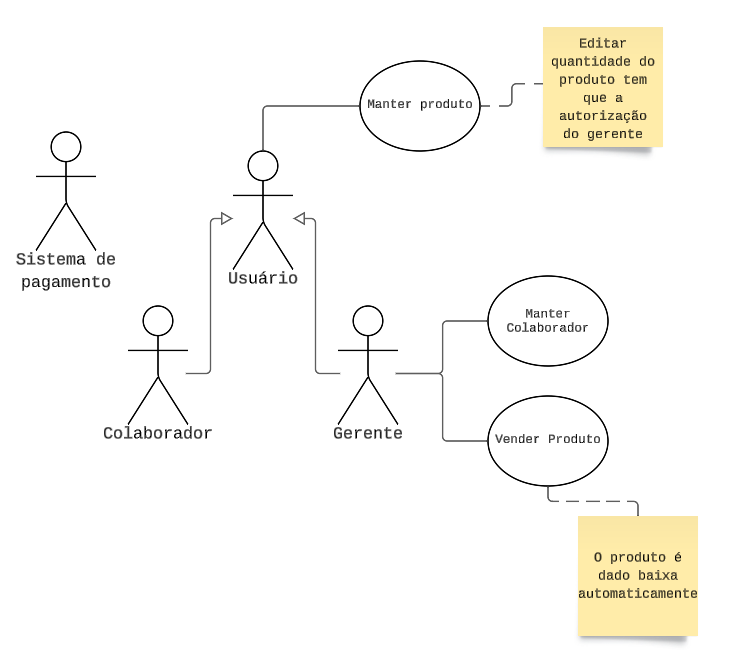 Editar
quantidade do
produto tem
que a
autorização
do gerente
Manter produto
Sistema de
pagamento
Usuário
Manter
Colaborador
Colaborador
Gerente
Vender Produto
O produto é
dado baixa
automaticamente